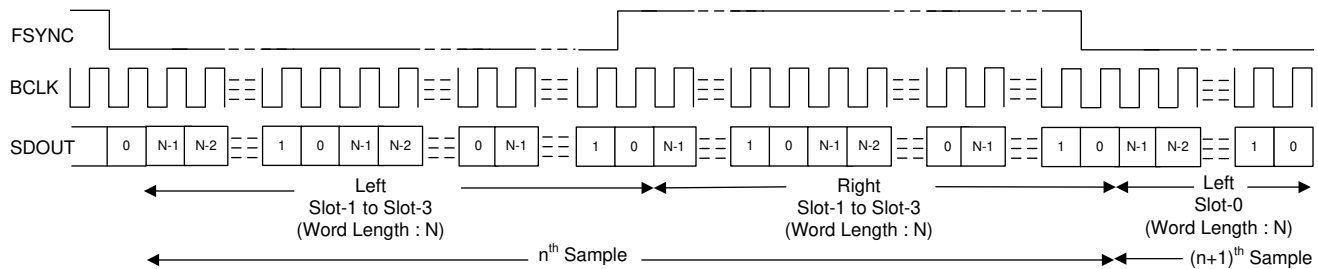 FSYNC
BCLK
SDOUT 0 N-1 N-2 1 0 N-1 N-2 0 N-1 1 0 N-1 1 0 N-1 N-2 0 N-1 1 0 N-1 N-2 1 0
Left Right Left
Slot-1 to Slot-3 Slot-1 to Slot-3 Slot-0
(Word Length : N) (Word Length : N) (Word Length : N)
nth Sample (n+1)th Sample